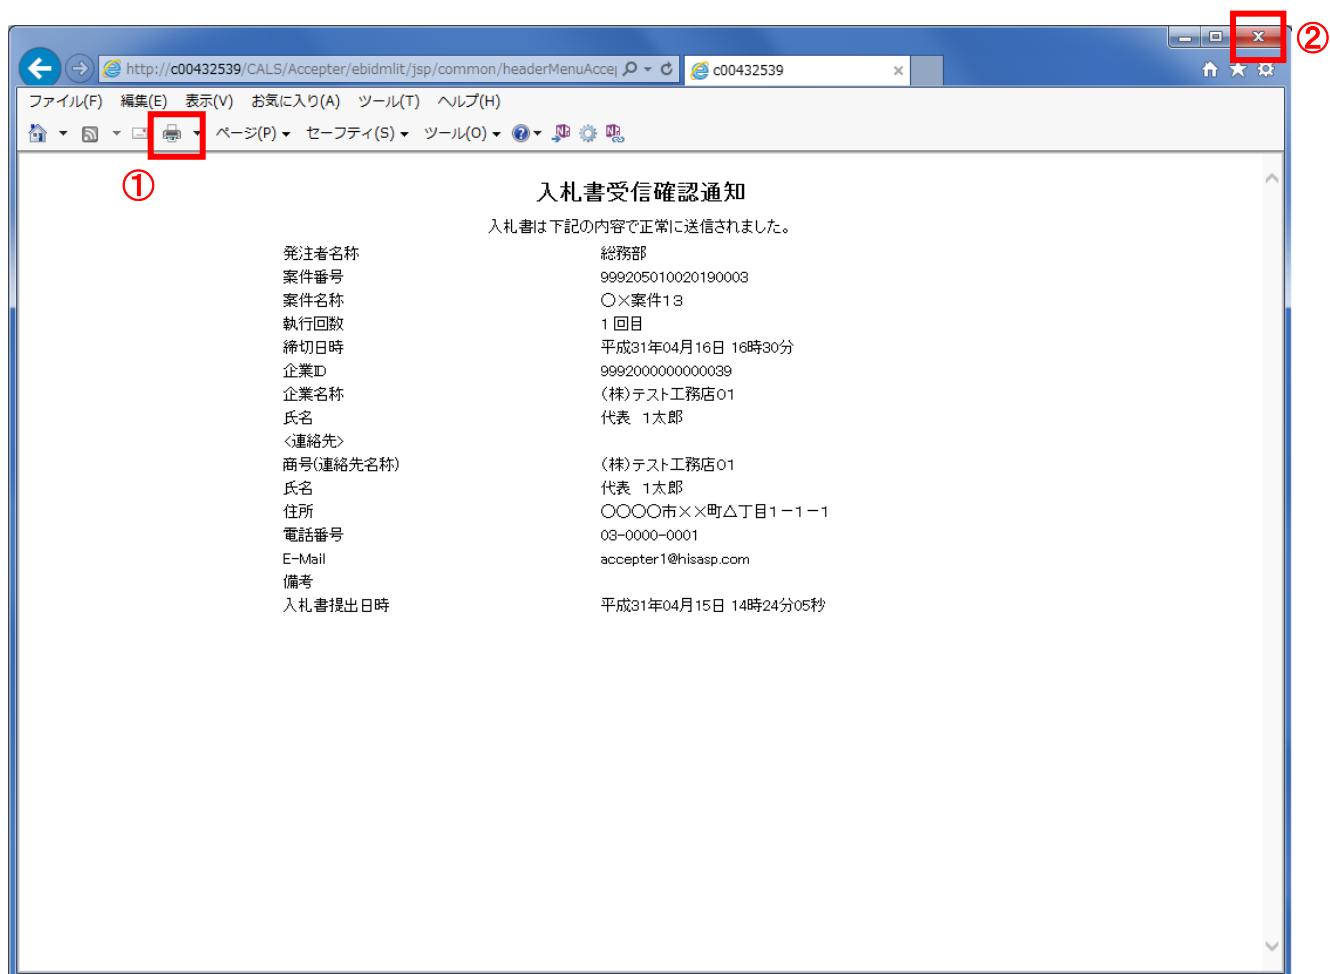 ②
http://c00432539/CALS/Accepter/ebidmlit/jsp/common/headerMenuAccep
c00432539
ファイル(F) 編集(E) 表示(V) お気に入り(A) ツール(T) ヘルプ(H)
ページ(P) セーフティ(S) ツール(O)
①
入札書受信確認通知
入札書は下記の内容で正常に送信されました。
発注者名称 総務部
案件番号 999205010020190003
案件名称 〇×案件13
執行回数 1回目
締切日時 平成31年04月16日 16時30分
企業ID 9992000000000039
企業名称 (株)テスト工務店01
氏名 代表 1太郎
<連絡先>
商号(連絡先名称) (株)テスト工務店01
氏名 代表 1太郎
住所 〇〇〇〇市××町△丁目1-1-1
電話番号 03-0000-0001
E-Mail accepter1@hisasp.com
備考
入札書提出日時 平成31年04月15日 14時24分05秒